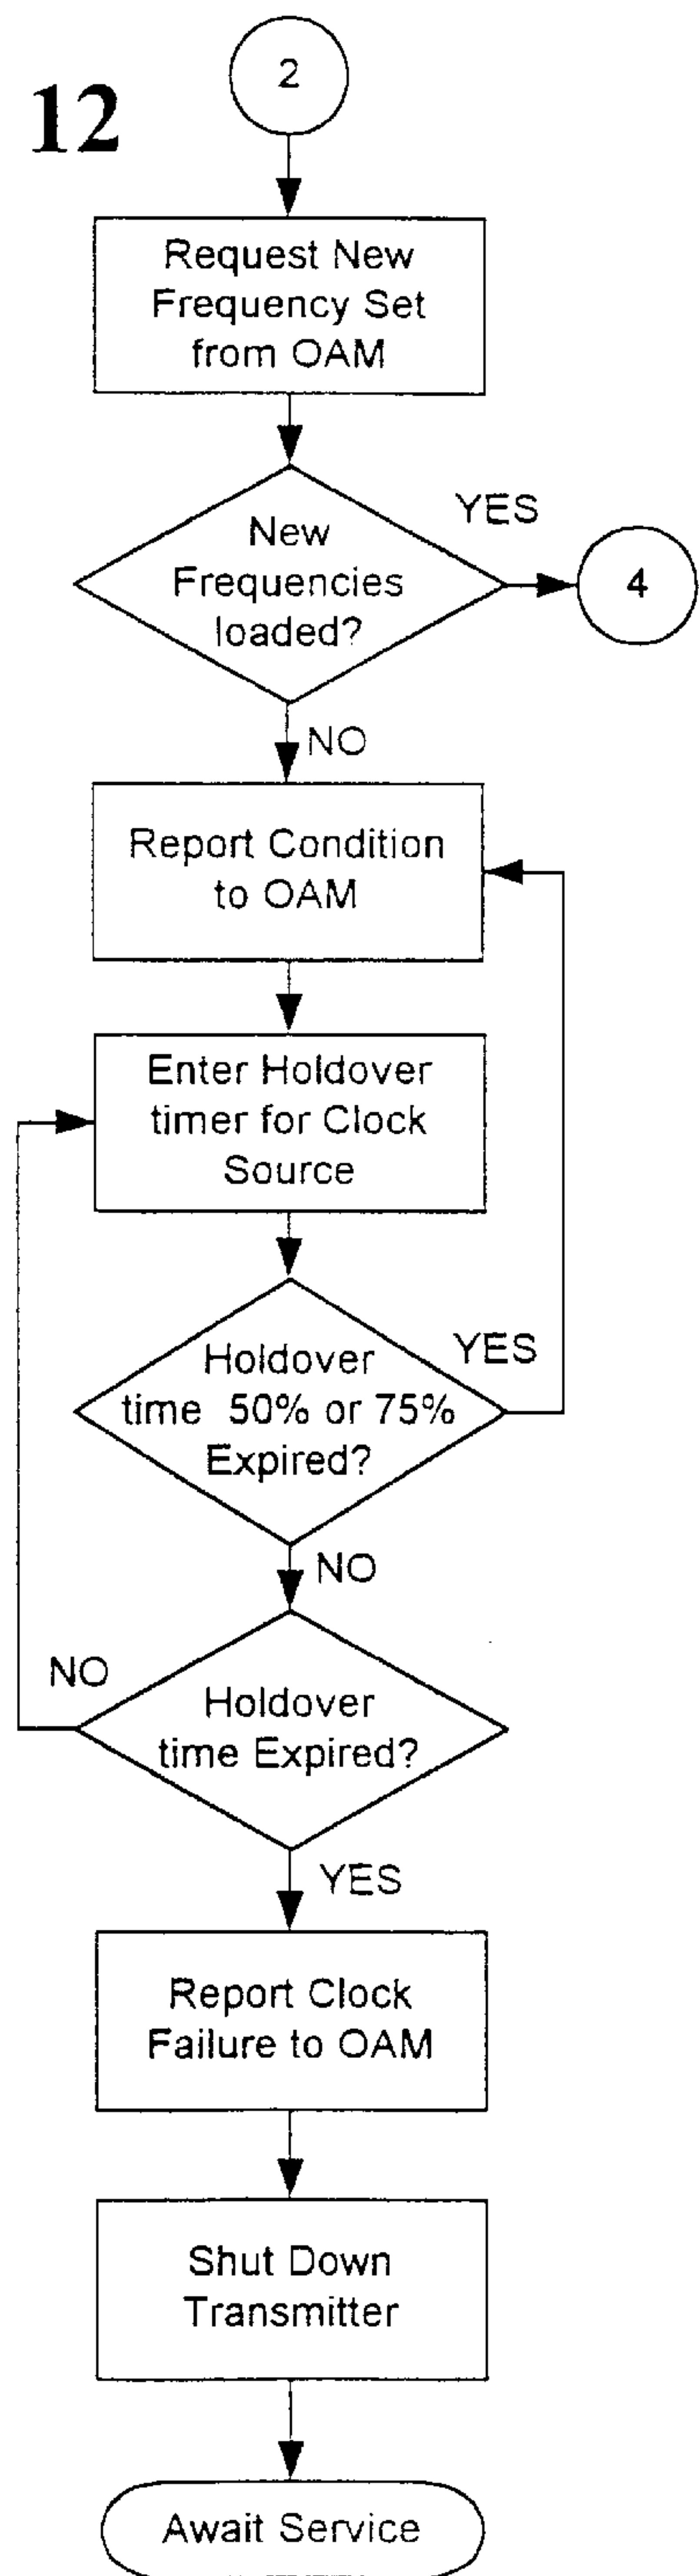 2
12
Request New
Frequency Set
from OAM
YES
New
Frequencies
loaded?
4
NO
Report Condition
to OAM
Enter Holdover
timer for Clock
Source
YES
Holdover
time 50% or 75%
Expired?
NO
NO
Holdover
time Expired?
YES
Report Clock
Failure to OAM
Shut Down
Transmitter
Await Service